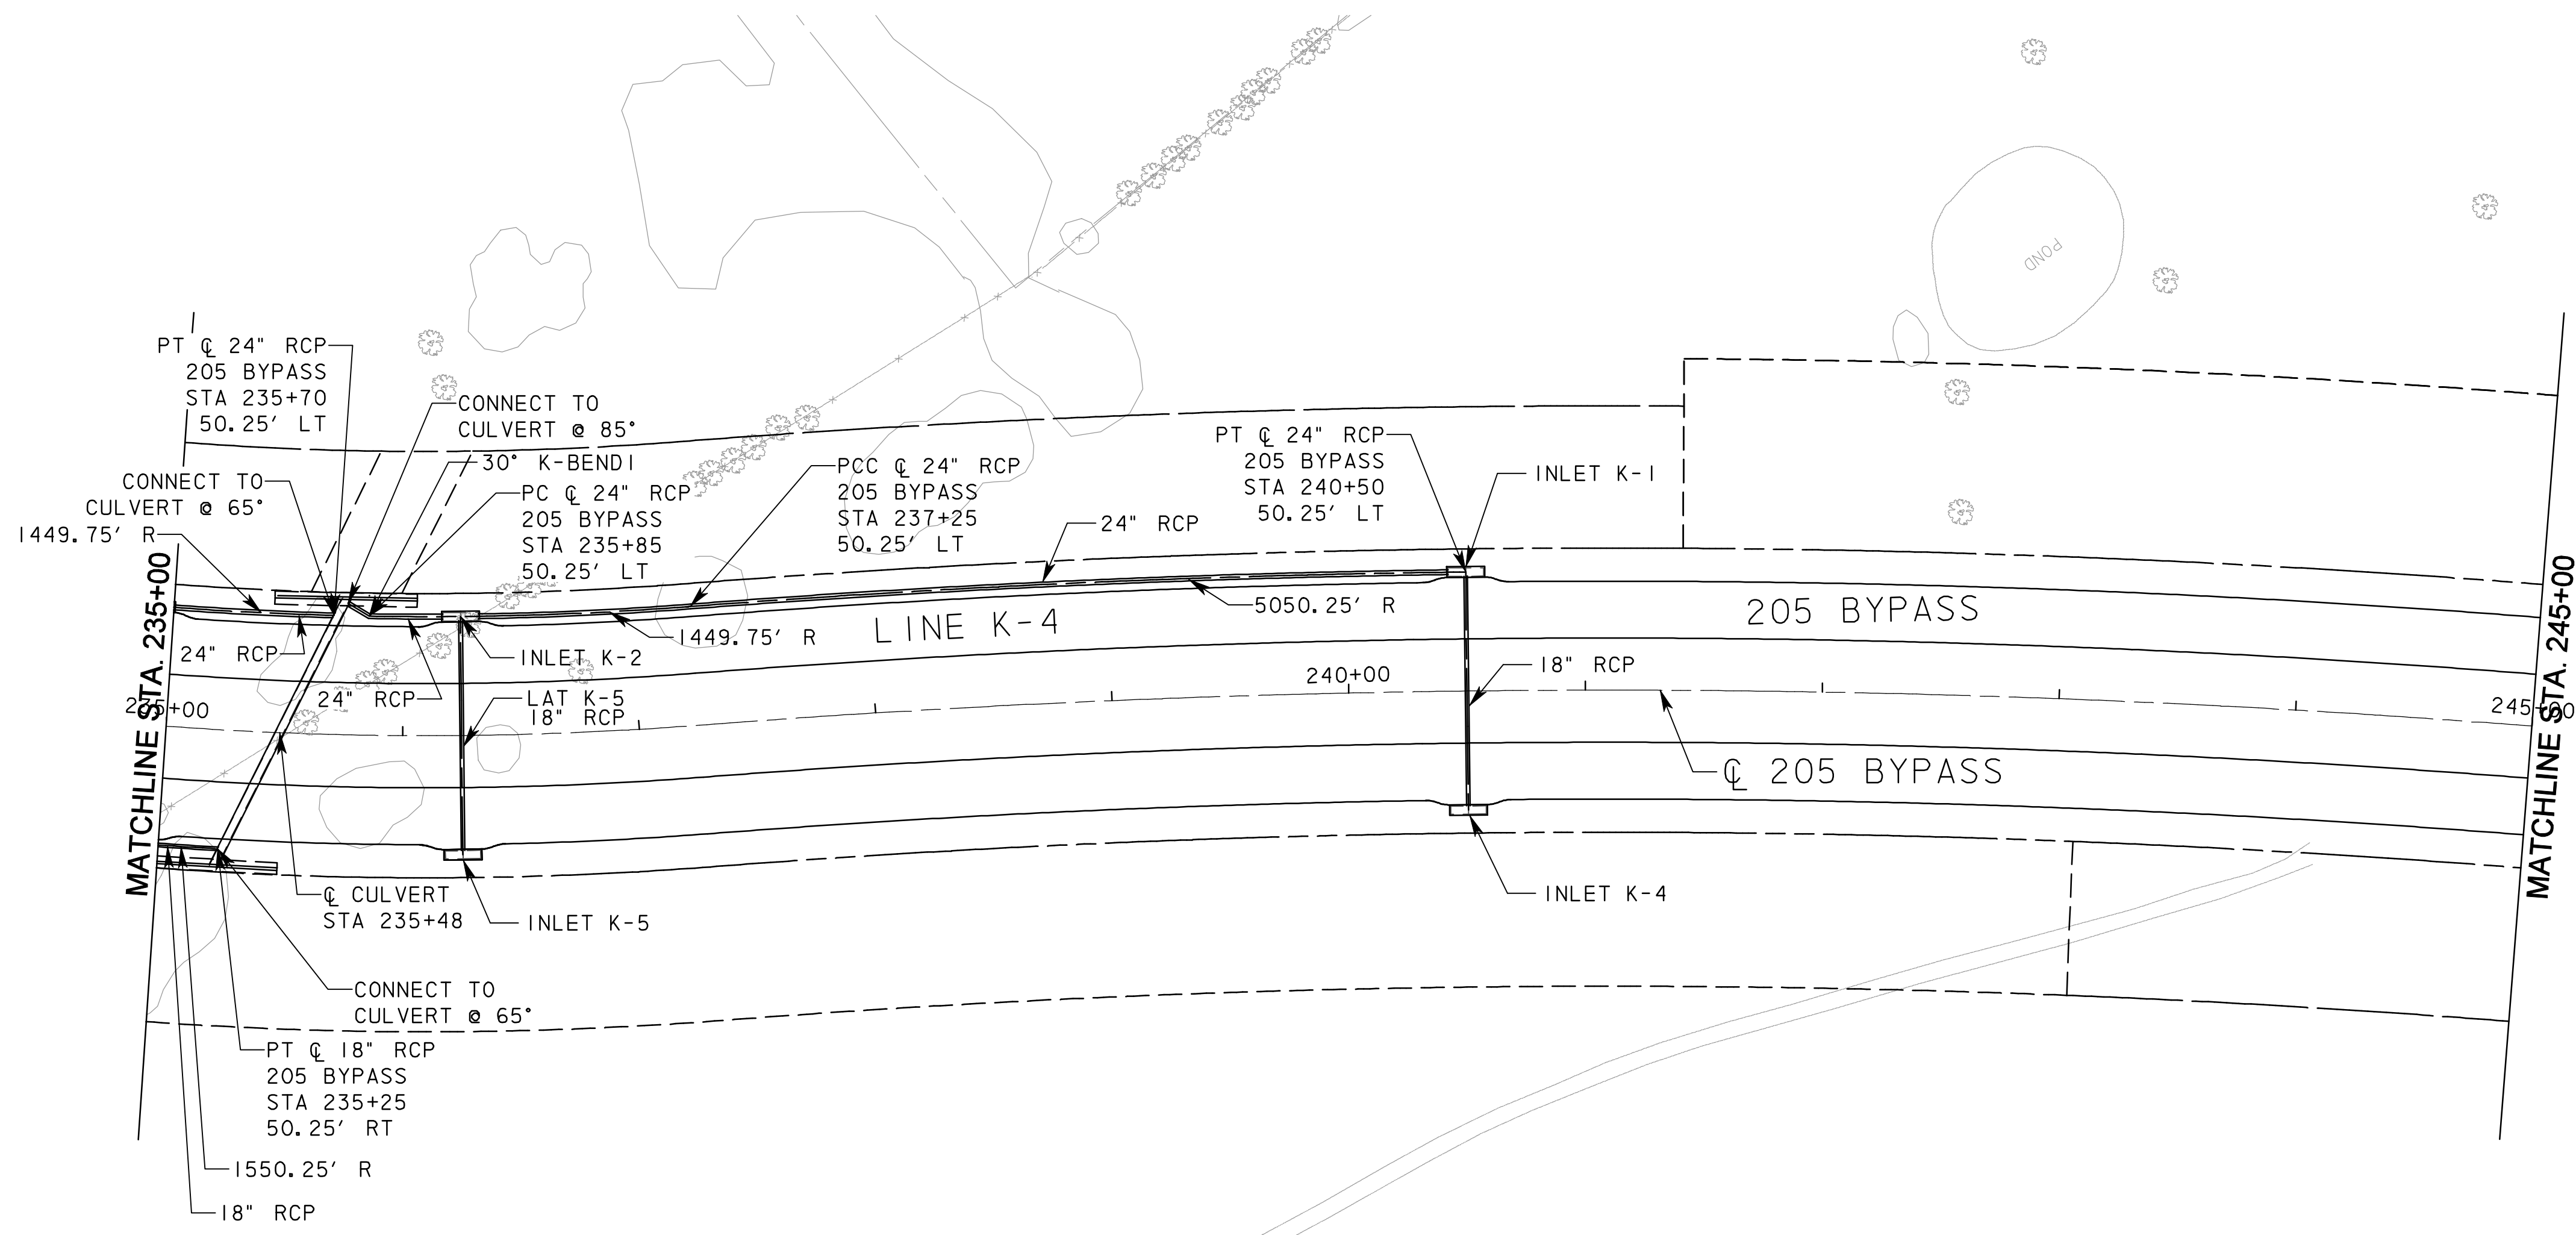 POND
PT ℄ 24" RCP
205 BYPASS
STA 235+70
50.25' LT
CONNECT TO
CULVERT @ 85°
30° K-BEND1
CONNECT TO
CULVERT @ 65°
1449.75' R
PC ℄ 24" RCP
205 BYPASS
STA 235+85
50.25' LT
PCC ℄ 24" RCP
205 BYPASS
STA 237+25
50.25' LT
24" RCP
PT ℄ 24" RCP
205 BYPASS
STA 240+50
50.25' LT
INLET K-1
MATCHLINE STA. 235+00
24" RCP
24" RCP
INLET K-2
1449.75' R
LINE K-4
5050.25' R
205 BYPASS
235+00
LAT K-5
18" RCP
240+00
18" RCP
245+00
℄ 205 BYPASS
MATCHLINE STA. 245+00
℄ CULVERT
STA 235+48
INLET K-5
INLET K-4
CONNECT TO
CULVERT @ 65°
PT ℄ 18" RCP
205 BYPASS
STA 235+25
50.25' RT
1550.25' R
18" RCP